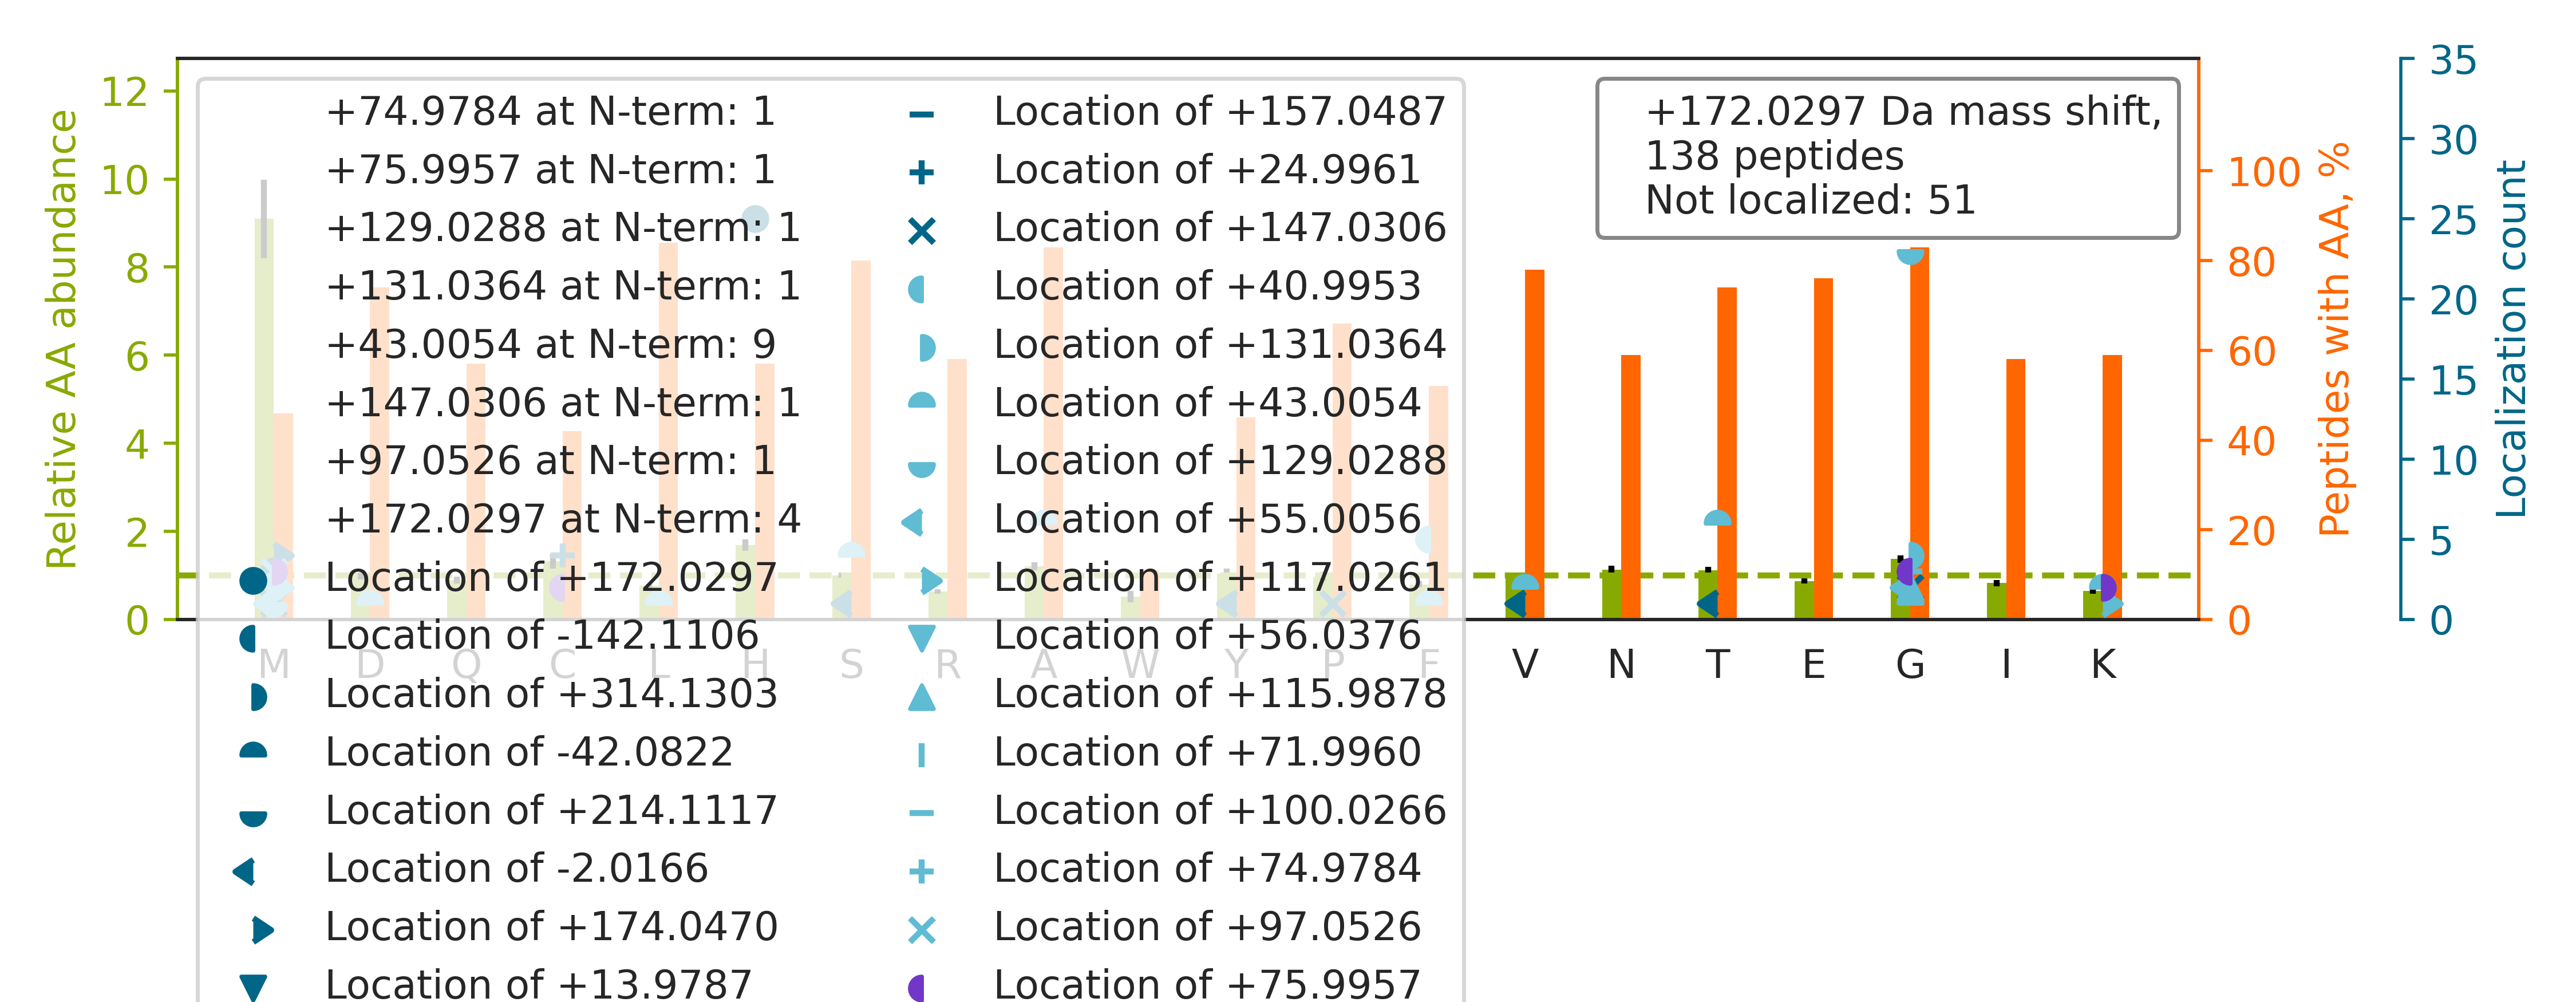 12
10
8
6
4
2
0
Relative AA abundance
+74.9784 at N-term: 1
+75.9957 at N-term: 1
+129.0288 at N-term: 1
+131.0364 at N-term: 1
+43.0054 at N-term: 9
+147.0306 at N-term: 1
+97.0526 at N-term: 1
+172.0297 at N-term: 4
Location of +172.0297
Location of -142.1106
Location of +314.1303
Location of -42.0822
Location of +214.1117
Location of -2.0166
Location of +174.0470
Location of +13.9787
Location of +157.0487
Location of +24.9961
Location of +147.0306
Location of +40.9953
Location of +131.0364
Location of +43.0054
Location of +129.0288
Location of +55.0056
Location of +117.0261
Location of +56.0376
Location of +115.9878
Location of +71.9960
Location of +100.0266
Location of +74.9784
Location of +97.0526
Location of +75.9957
+172.0297 Da mass shift,
138 peptides
Not localized: 51
M D Q C L H S R A W Y P F V N T E G I K
100
80
60
40
20
0
Peptides with AA, %
35
30
25
20
15
10
5
0
Localization count